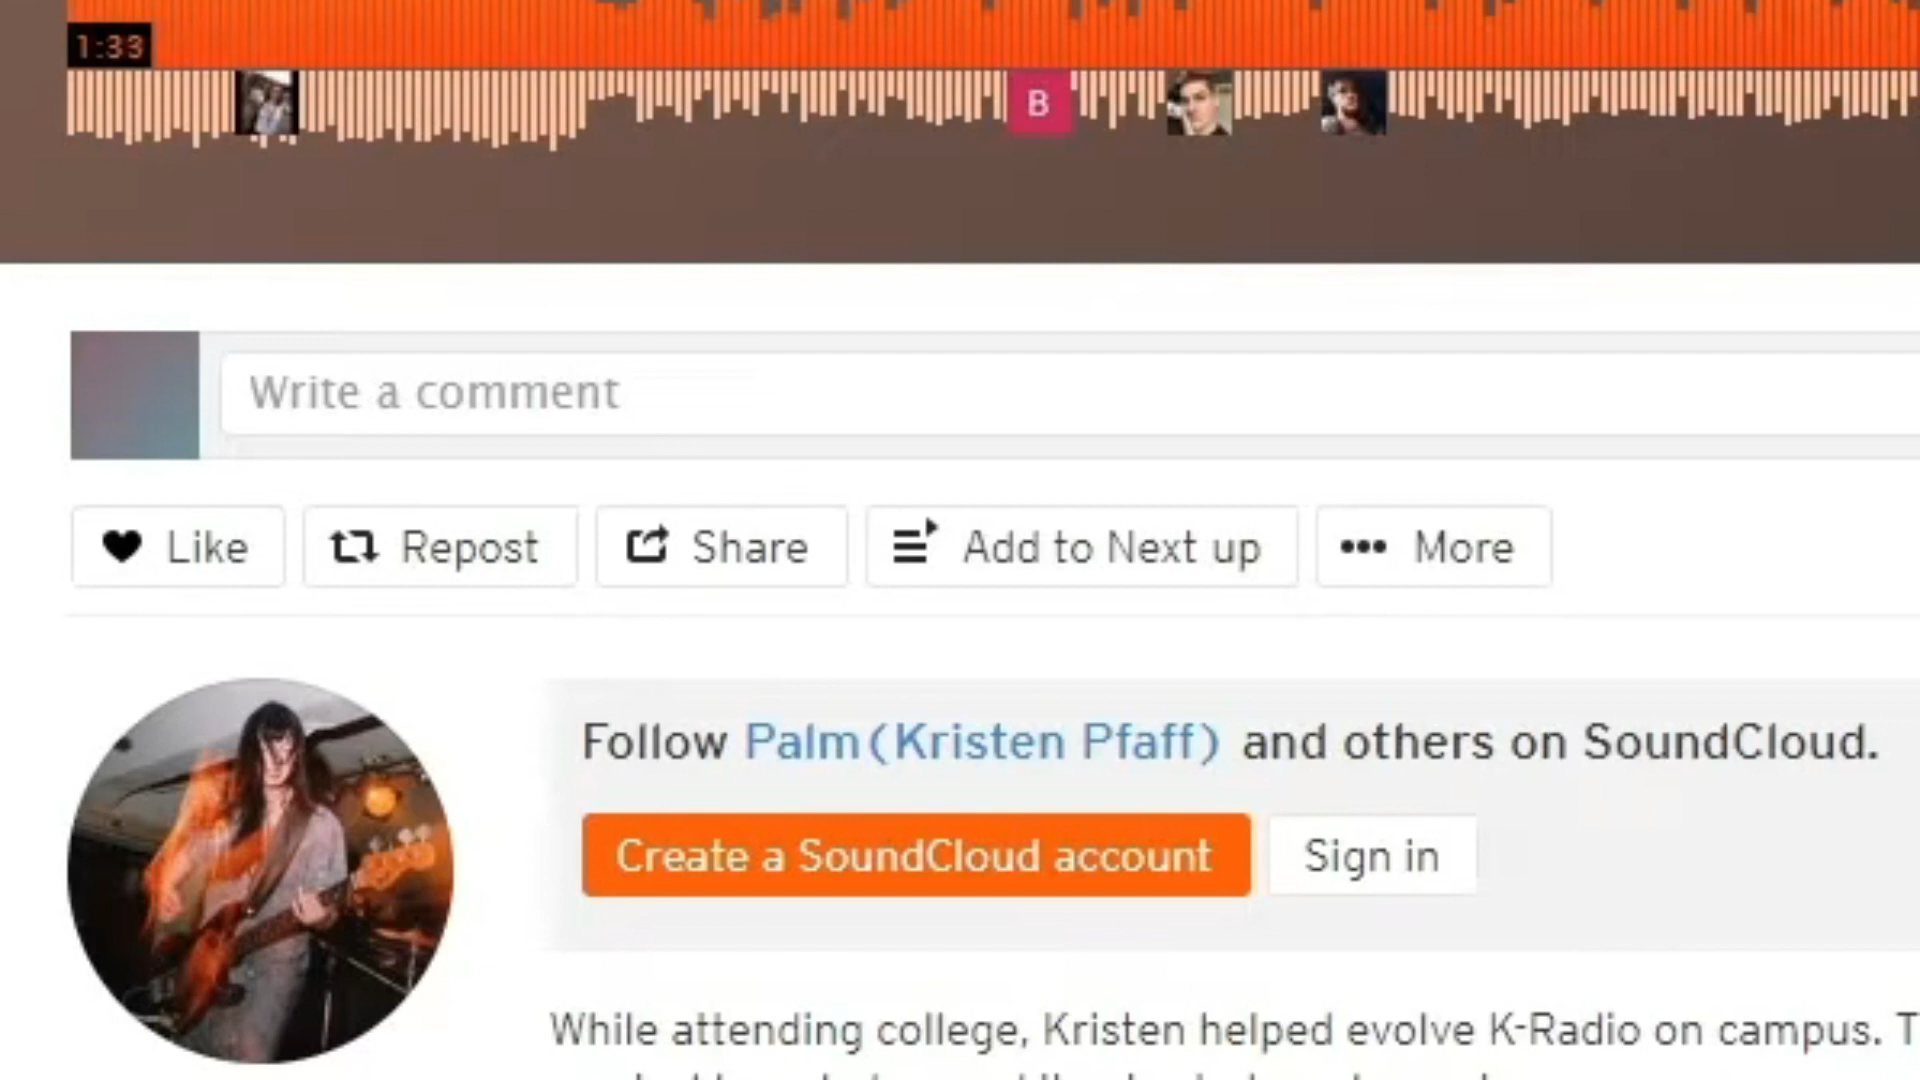 1:33
B
Write a comment
Like
Repost
Share
Add to Next up
More
Follow Palm(Kristen Pfaff) and others on SoundCloud.
Create a SoundCloud account
Sign in
While attending college, Kristen helped evolve K-Radio on campus. T